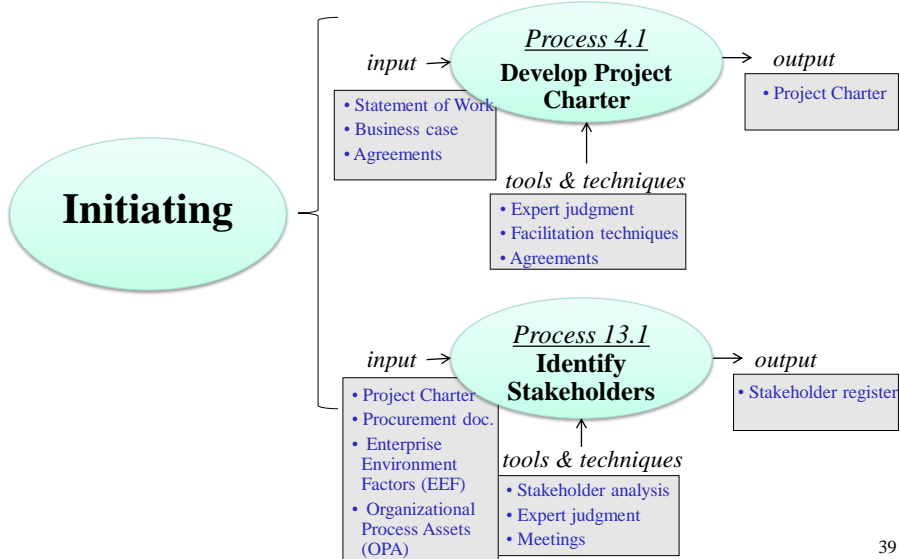 Initiating
Process 4.1
Develop Project
Charter
input
• Statement of Work
• Business case
• Agreements
tools & techniques
• Expert judgment
• Facilitation techniques
• Agreements
output
• Project Charter
Process 13.1
Identify
Stakeholders
input
• Project Charter
• Procurement doc.
• Enterprise
Environment
Factors (EEF)
• Organizational
Process Assets
(OPA)
tools & techniques
• Stakeholder analysis
• Expert judgment
• Meetings
output
• Stakeholder register
39